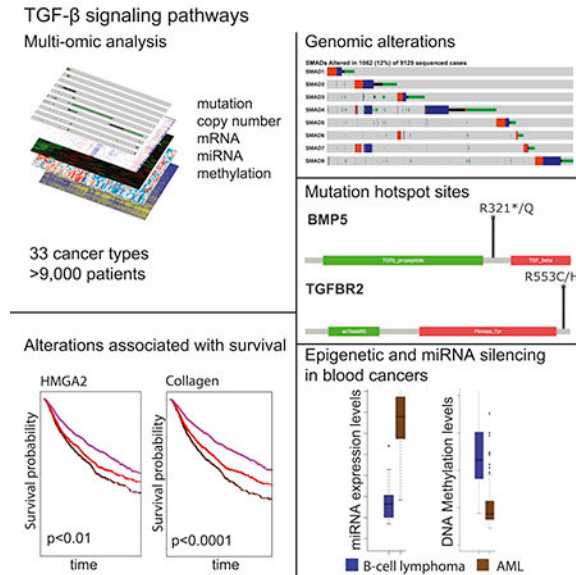 TGF-β signaling pathways
Multi-omic analysis
mutation
copy number
mRNA
miRNA
methylation
33 cancer types
>9,000 patients
Genomic alterations
SMADs Altered in 1062 (12%) of 9125 sequenced cases
SMAD1
SMAD2
SMAD3
SMAD4
SMAD5
SMAD6
SMAD7
SMAD9
Mutation hotspot sites
BMP5
R321*/Q
TGFb_propeptide
TGF_beta
TGFBR2
R553C/H
Pkinase_Tyr
Alterations associated with survival
HMGA2
Collagen
Survival probability
Survival probability
p<0.01
p<0.0001
time
time
Epigenetic and miRNA silencing
in blood cancers
miRNA expression levels
DNA Methylation levels
B-cell lymphoma
AML